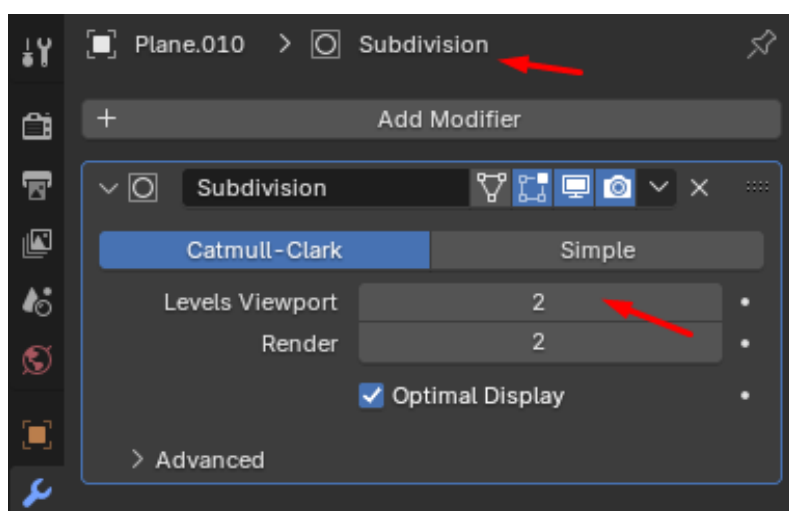 Plane.010 > Subdivision
+ Add Modifier
Subdivision
Catmull-Clark Simple
Levels Viewport 2
Render 2
Optimal Display
> Advanced